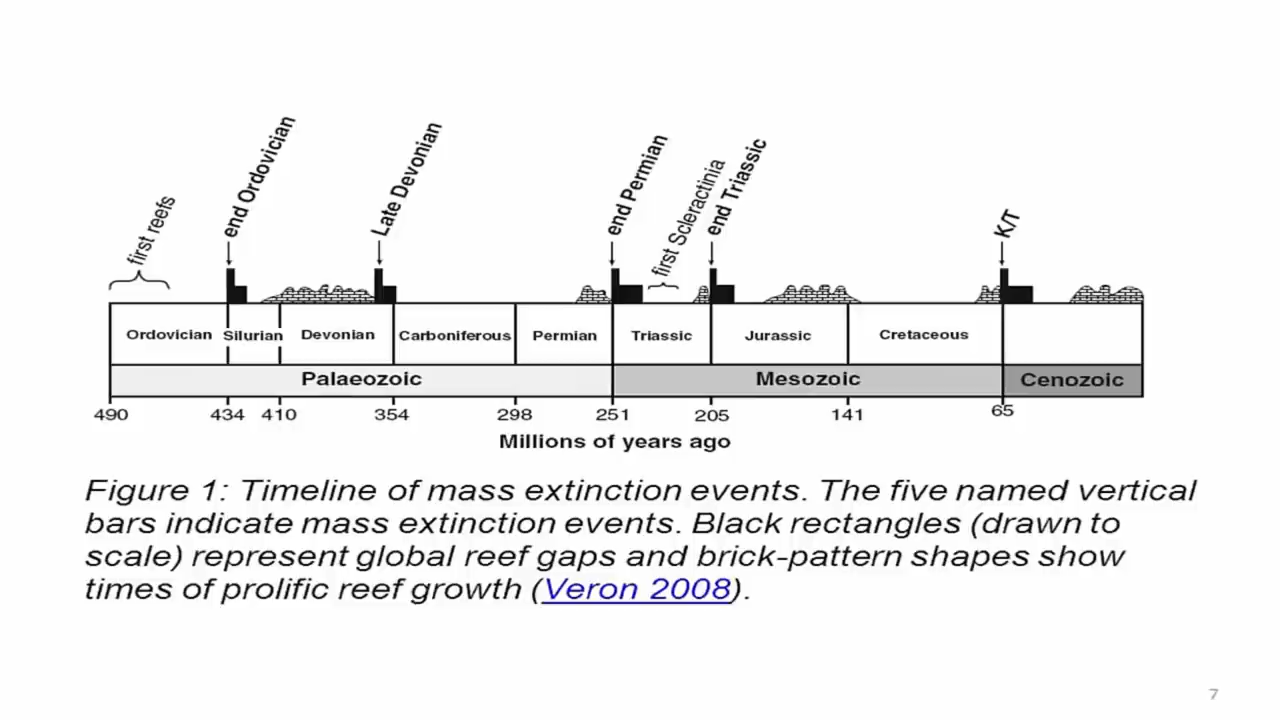 first reefs
end Ordovician
Late Devonian
end Permian
first Scleractinia
end Triassic
K/T
Ordovician Silurian Devonian Carboniferous Permian Triassic Jurassic Cretaceous
Palaeozoic Mesozoic Cenozoic
490 434 410 354 298 251 205 141 65
Millions of years ago
Figure 1: Timeline of mass extinction events. The five named vertical
bars indicate mass extinction events. Black rectangles (drawn to
scale) represent global reef gaps and brick-pattern shapes show
times of prolific reef growth (Veron 2008).
7